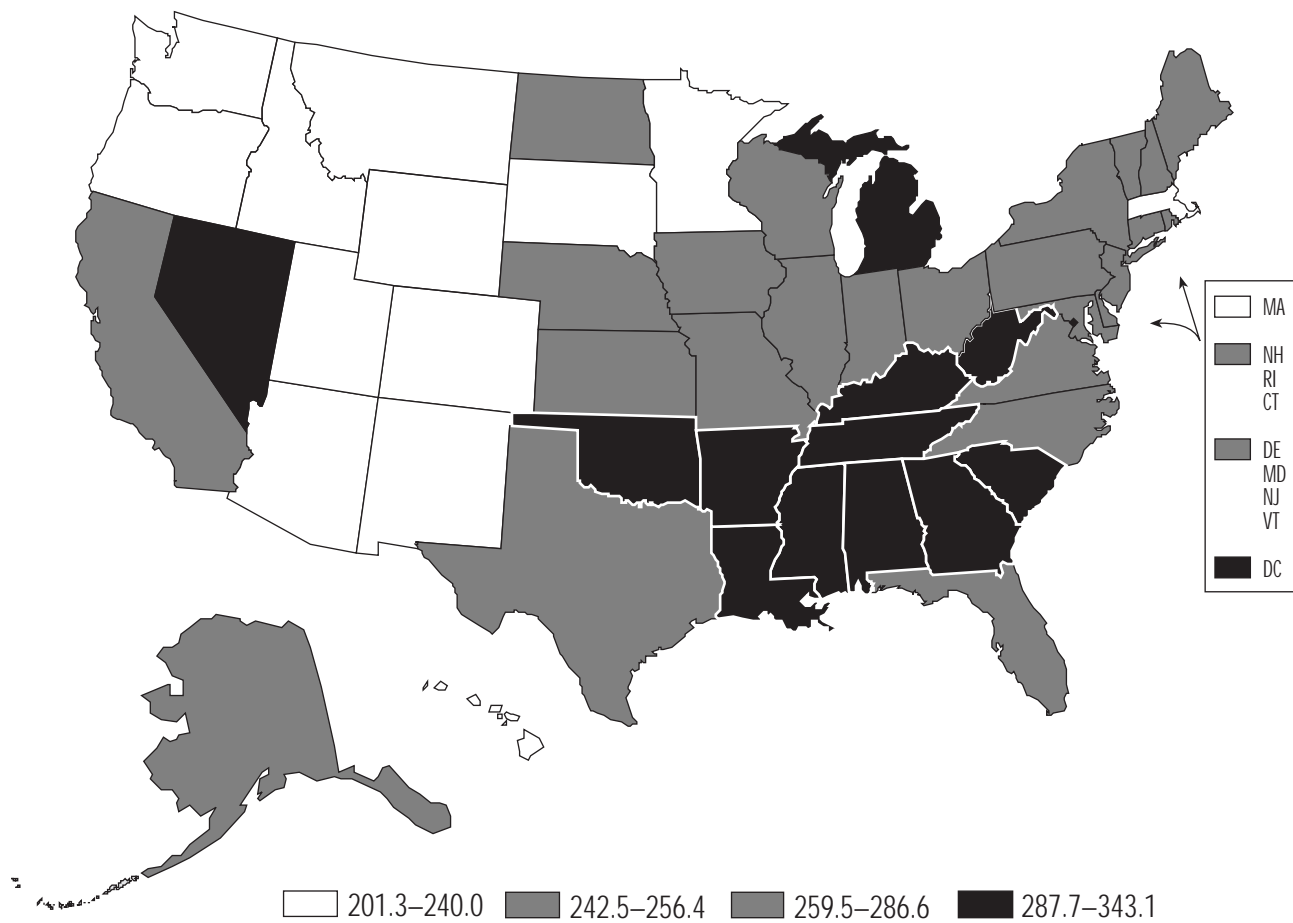 MA
NH
RI
CT
DE
MD
NJ
VT
DC
201.3–240.0 242.5–256.4 259.5–286.6 287.7–343.1